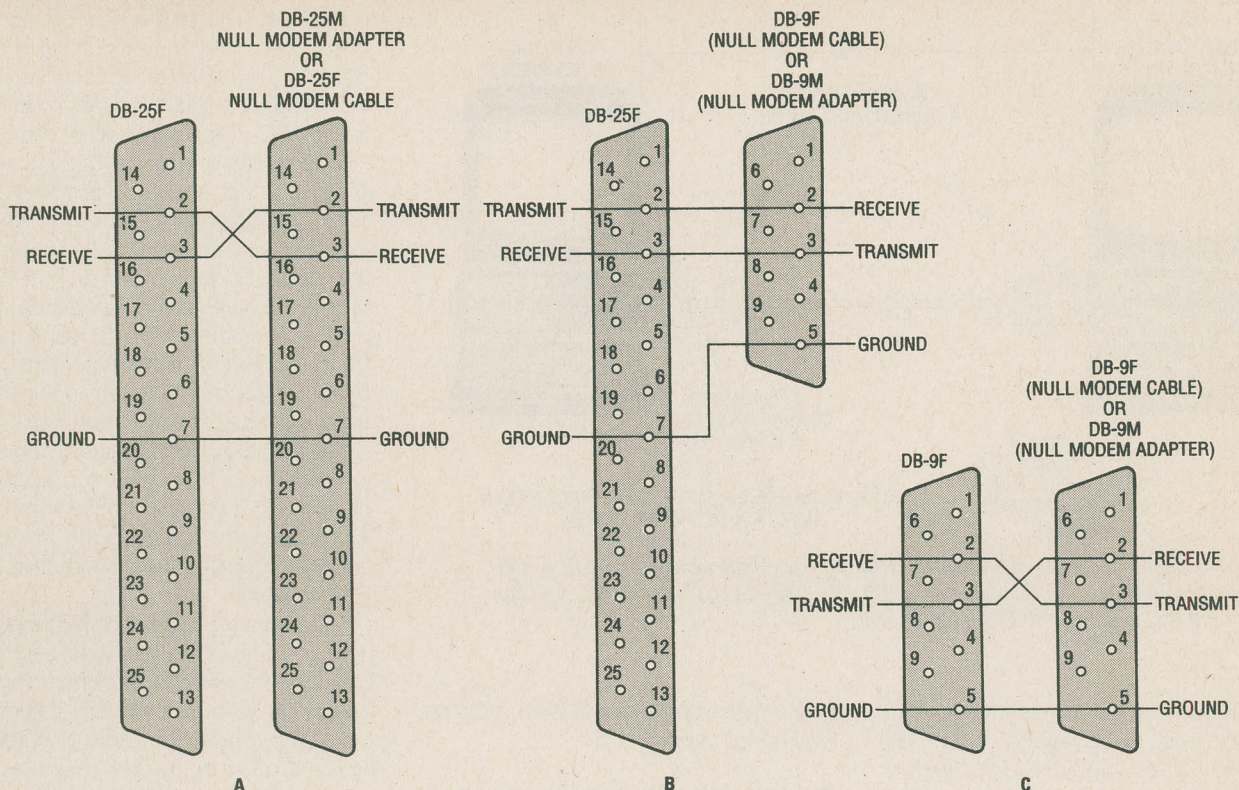 DB-25M
NULL MODEM ADAPTER
OR
DB-25F
NULL MODEM CABLE
DB-25F
14
1
2
15
3
16
4
17
5
18
6
19
7
20
8
21
9
22
10
23
11
24
12
25
13
14
1
2
15
3
16
4
17
5
18
6
19
7
20
8
21
9
22
10
23
11
24
12
25
13
TRANSMIT
RECEIVE
GROUND
TRANSMIT
RECEIVE
GROUND
A
DB-9F
(NULL MODEM CABLE)
OR
DB-9M
(NULL MODEM ADAPTER)
DB-25F
14
1
2
15
3
16
4
17
5
18
6
19
7
20
8
21
9
22
10
23
11
24
12
25
13
6
1
2
7
3
8
4
9
5
TRANSMIT
RECEIVE
GROUND
RECEIVE
TRANSMIT
GROUND
B
DB-9F
(NULL MODEM CABLE)
OR
DB-9M
(NULL MODEM ADAPTER)
DB-9F
6
1
2
7
3
8
4
9
5
6
1
2
7
3
8
4
9
5
RECEIVE
TRANSMIT
GROUND
RECEIVE
TRANSMIT
GROUND
C